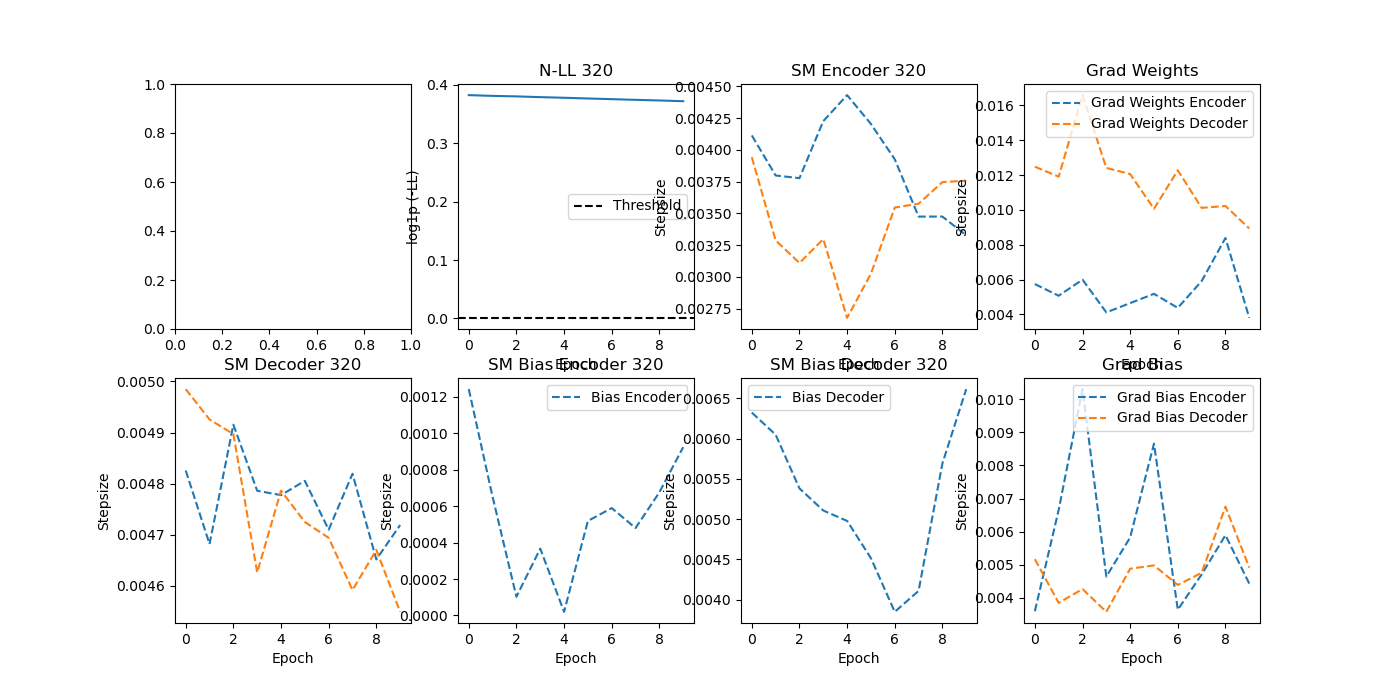 N-LL 320
SM Encoder 320
Grad Weights
1.0
0.8
0.6
0.4
0.2
0.0
0.0 0.2 0.4 0.6 0.8 1.0
log1p (-LL)
0.4
0.3
0.2
0.1
0.0
Threshold
0 2 4 6 8
Epoch
Stepsize
0.00450
0.00425
0.00400
0.00375
0.00350
0.00325
0.00300
0.00275
0 2 4 6 8
Epoch
Stepsize
0.016
0.014
0.012
0.010
0.008
0.006
0.004
Grad Weights Encoder
Grad Weights Decoder
0 2 4 6 8
Epoch
SM Decoder 320
SM Bias Encoder 320
SM Bias Decoder 320
Grad Bias
Stepsize
0.0050
0.0049
0.0048
0.0047
0.0046
0 2 4 6 8
Epoch
Stepsize
0.0012
0.0010
0.0008
0.0006
0.0004
0.0002
0.0000
Bias Encoder
0 2 4 6 8
Epoch
Stepsize
0.0065
0.0060
0.0055
0.0050
0.0045
0.0040
Bias Decoder
0 2 4 6 8
Epoch
Stepsize
0.010
0.009
0.008
0.007
0.006
0.005
0.004
Grad Bias Encoder
Grad Bias Decoder
0 2 4 6 8
Epoch